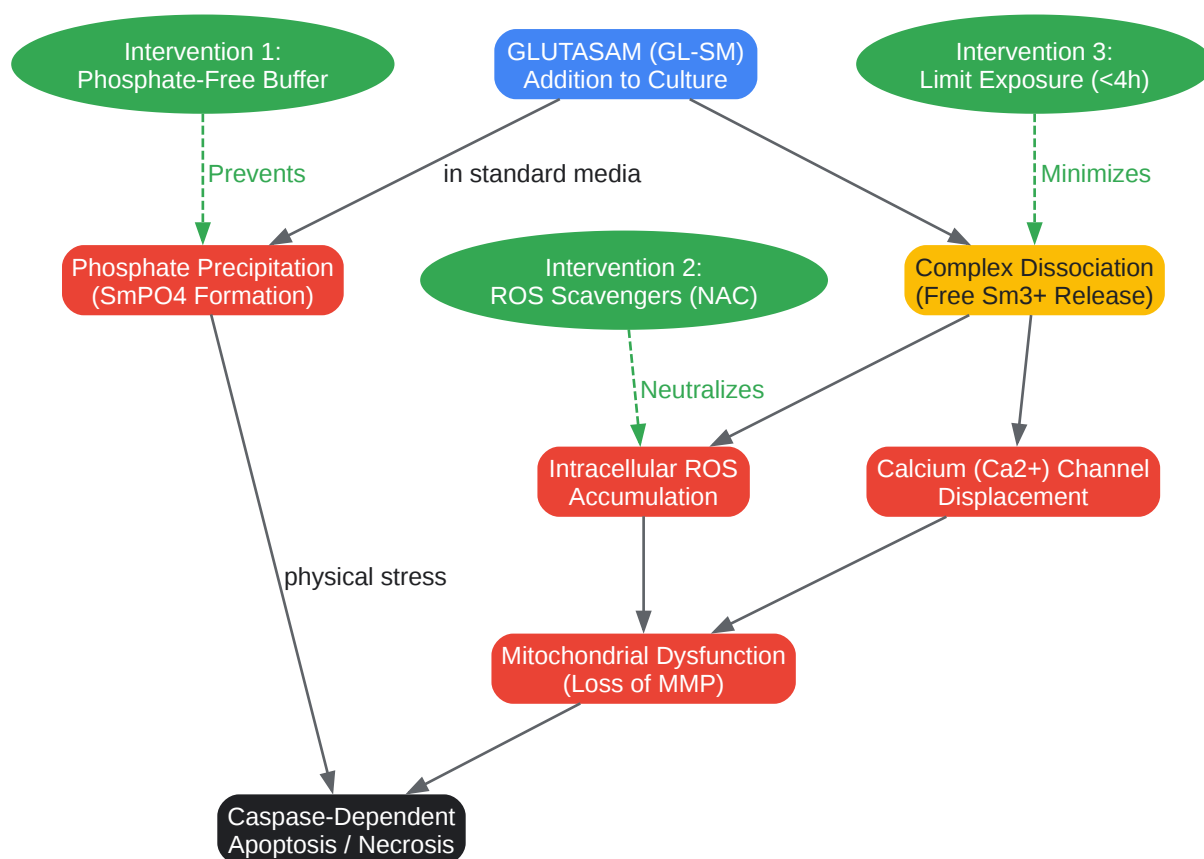 Intervention 1:
Phosphate-Free Buffer
GLUTASAM (GL-SM)
Addition to Culture
Intervention 3:
Limit Exposure (<4h)
Prevents
in standard media
Minimizes
Phosphate Precipitation
(SmPO4 Formation)
Intervention 2:
ROS Scavengers (NAC)
Complex Dissociation
(Free Sm3+ Release)
Neutralizes
Intracellular ROS
Accumulation
Calcium (Ca2+) Channel
Displacement
physical stress
Mitochondrial Dysfunction
(Loss of MMP)
Caspase-Dependent
Apoptosis / Necrosis